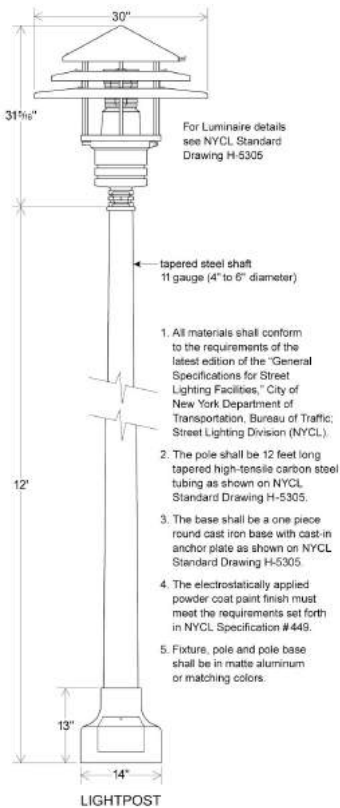 30"
31⁵⁄₁₆"
For Luminaire details
see NYCL Standard
Drawing H-5305
tapered steel shaft
11 gauge (4" to 6" diameter)
1. All materials shall conform
to the requirements of the
latest edition of the "General
Specifications for Street
Lighting Facilities," City of
New York Department of
Transportation, Bureau of Traffic;
Street Lighting Division (NYCL).
2. The pole shall be 12 feet long
tapered high-tensile carbon steel
tubing as shown on NYCL
Standard Drawing H-5305.
3. The base shall be a one piece
round cast iron base with cast-in
anchor plate as shown on NYCL
Standard Drawing H-5305.
4. The electrostatically applied
powder coat paint finish must
meet the requirements set forth
in NYCL Specification #449.
5. Fixture, pole and pole base
shall be in matte aluminum
or matching colors.
12'
13"
14"
LIGHTPOST